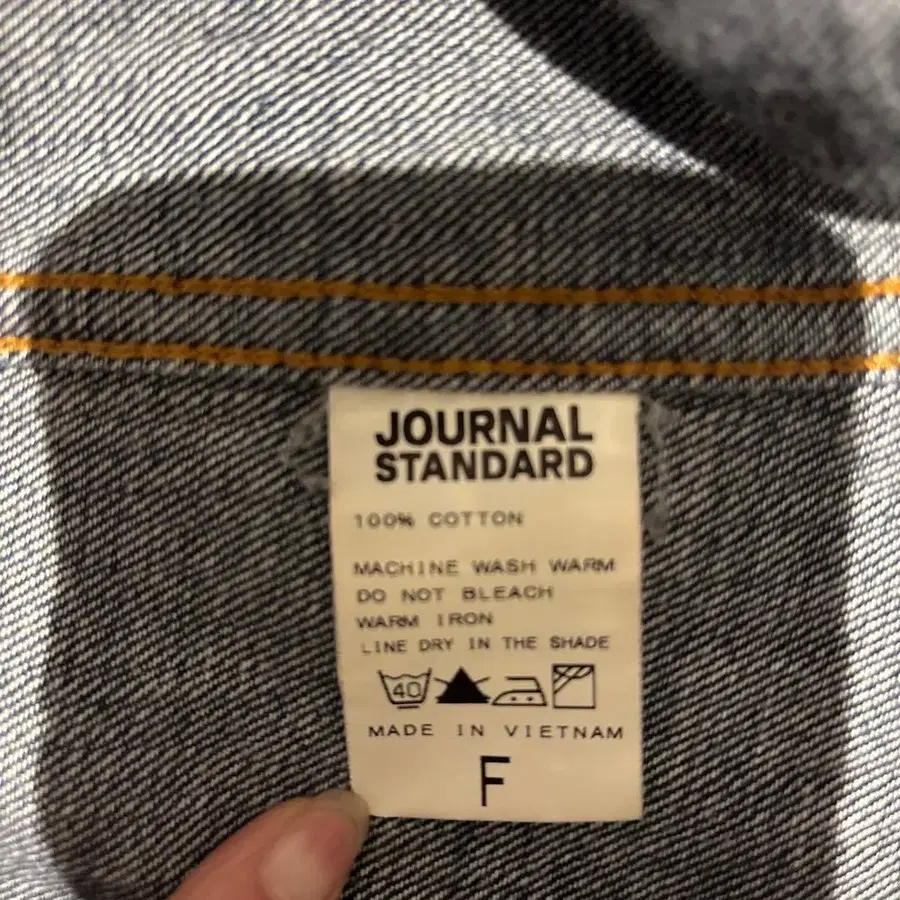 JOURNAL
STANDARD
100% COTTON
MACHINE WASH WARM
DO NOT BLEACH
WARM IRON
LINE DRY IN THE SHADE
40
MADE IN VIETNAM
F